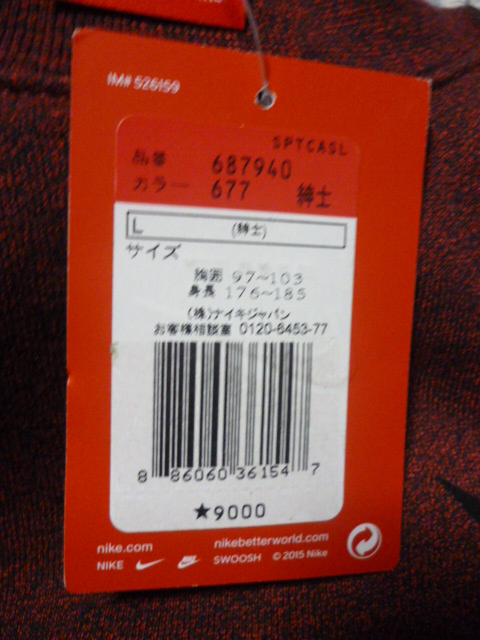 IM# 526159
SPTCASL
品番 687940
カラー 677 紳士
L (紳士)
サイズ
胸囲 97~103
身長 176~185
(株)ナイキジャパン
お客様相談室 0120-6453-77
8 86060 36154 7
★9000
nike.com
nikebetterworld.com
NIKE
SWOOSH © 2015 Nike